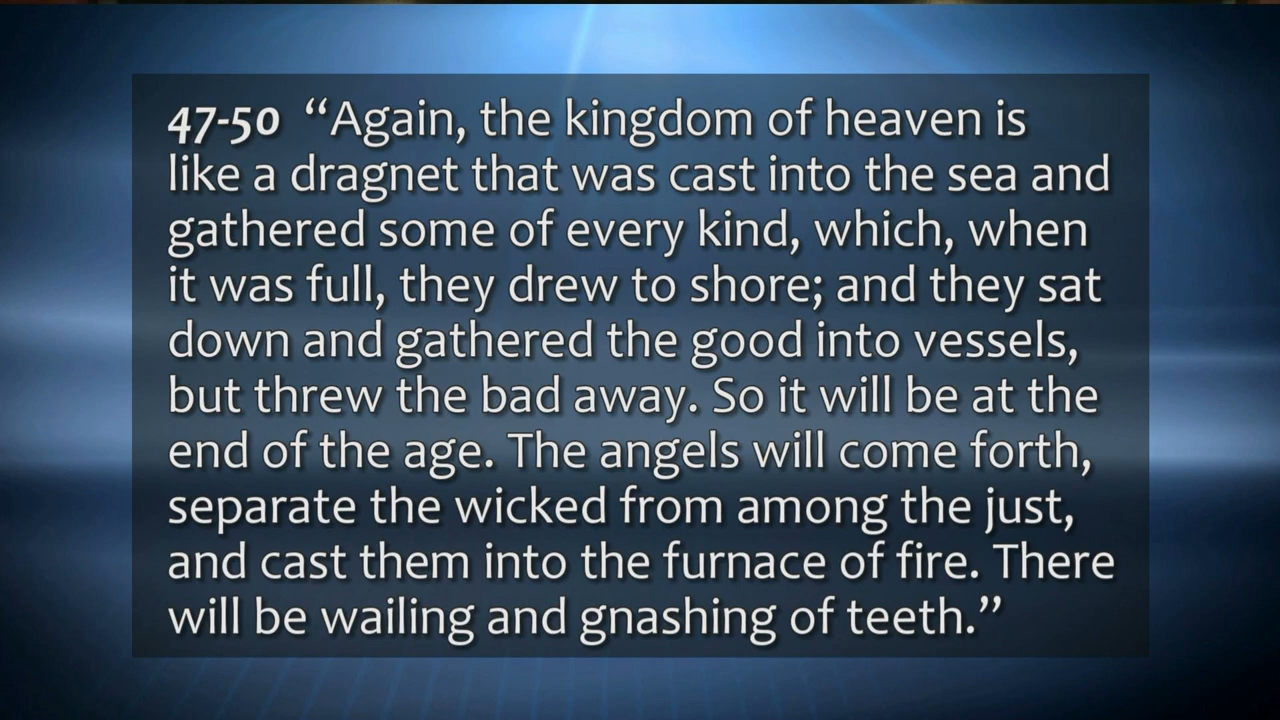 47-50 “Again, the kingdom of heaven is
like a dragnet that was cast into the sea and
gathered some of every kind, which, when
it was full, they drew to shore; and they sat
down and gathered the good into vessels,
but threw the bad away. So it will be at the
end of the age. The angels will come forth,
separate the wicked from among the just,
and cast them into the furnace of fire. There
will be wailing and gnashing of teeth.”